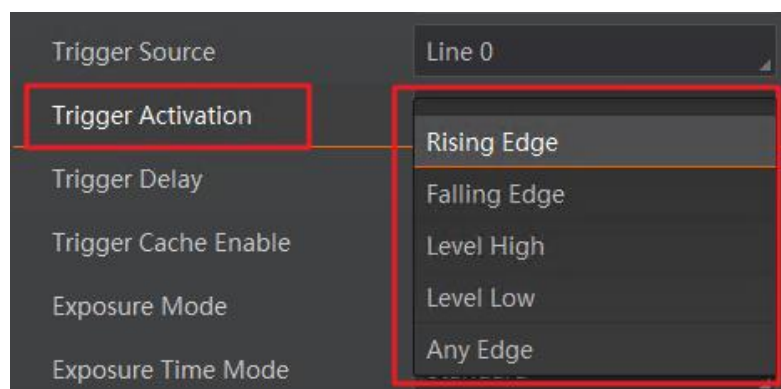 Trigger Source Line 0
Trigger Activation
Rising Edge
Trigger Delay
Falling Edge
Trigger Cache Enable
Level High
Exposure Mode
Level Low
Any Edge
Exposure Time Mode